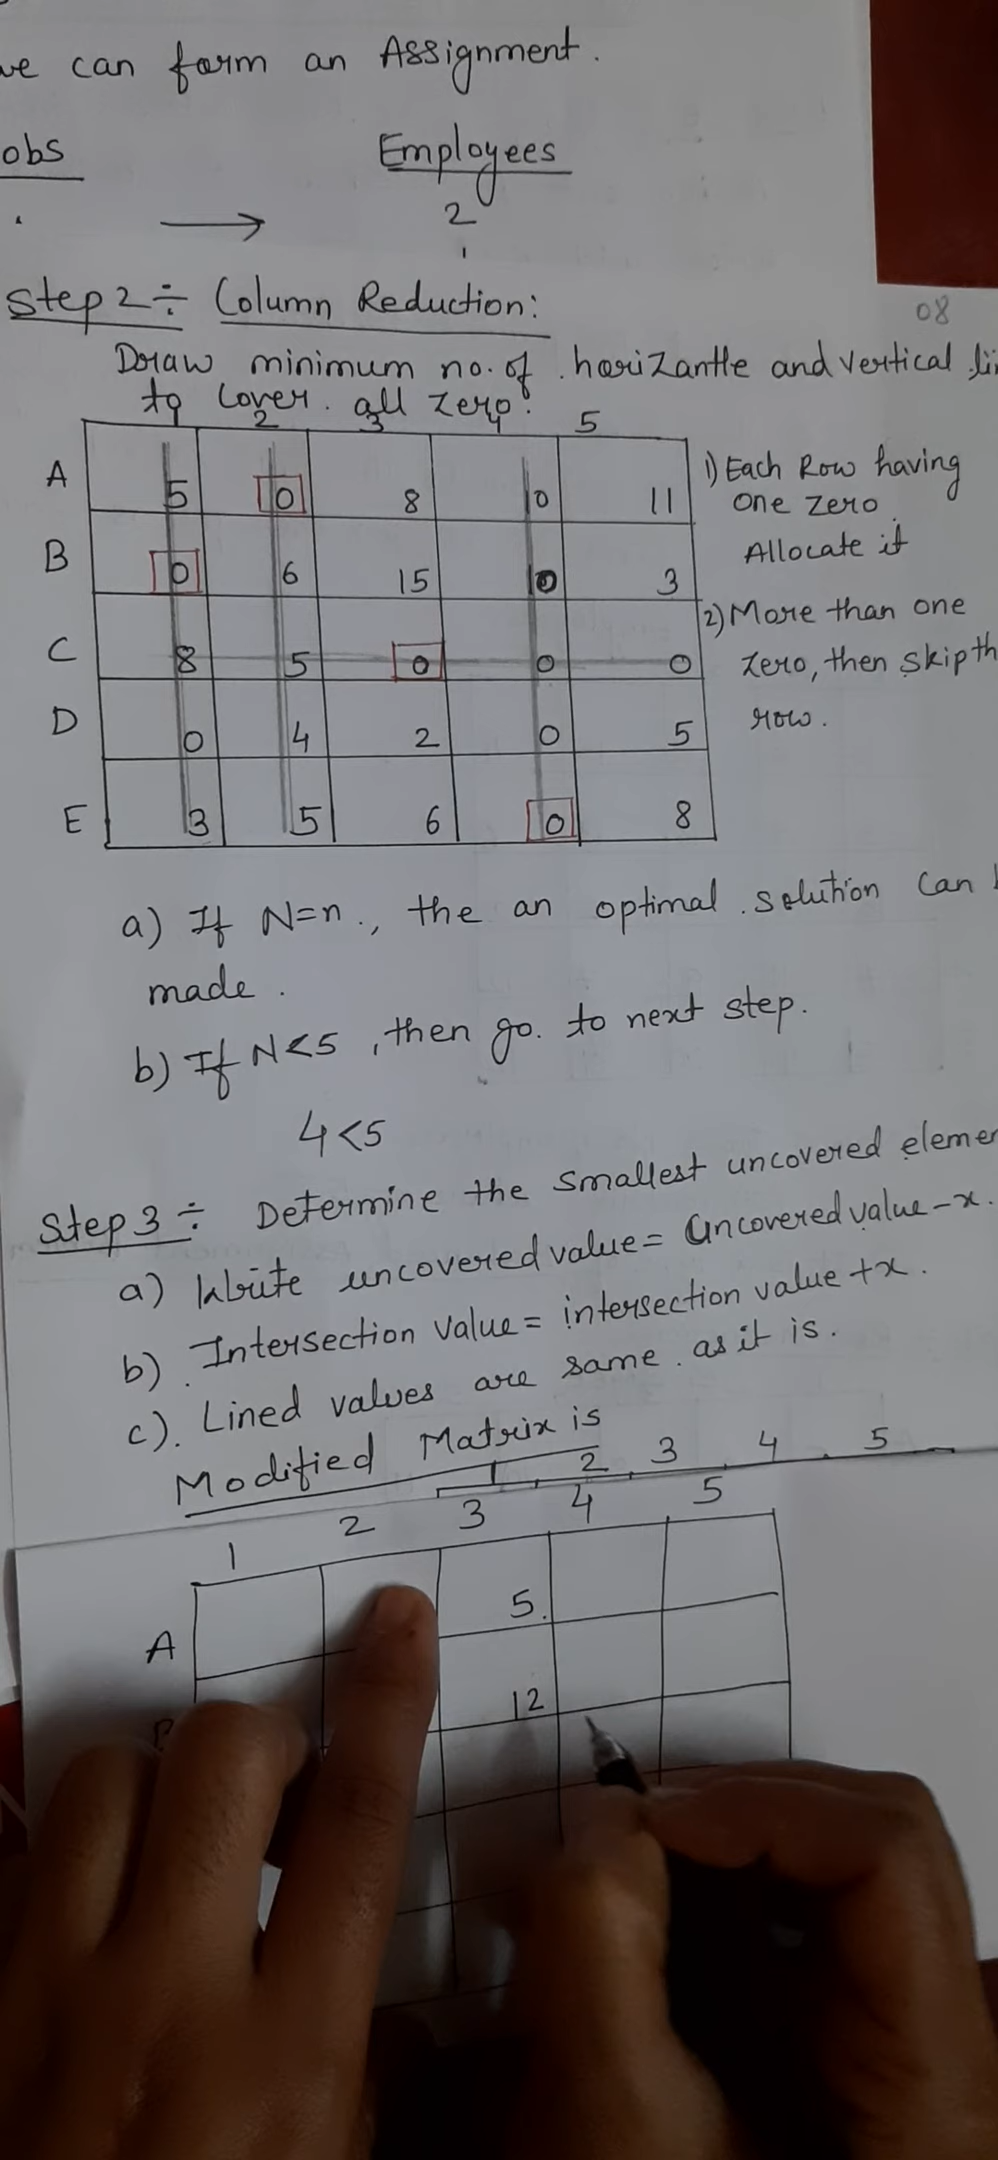 we can form an Assignment.
obs Employees
→ 2
Step 2 ÷ Column Reduction:
08
Draw minimum no. of horizantle and vertical li
to cover all zero.
1 2 3 4 5
A 5 0 8 0 11
B 0 6 15 0 3
C 8 5 0 0 0
D 0 4 2 0 5
E 3 5 6 0 8
1) Each Row having
one zero
Allocate it
2) More than one
zero, then skip th
row.
a) If N=n., the an optimal solution can
made.
b) If N<5, then go. to next step.
4<5
Step 3 ÷ Determine the smallest uncovered elemen
a) Write uncovered value = uncovered value - x.
b) Intersection value = intersection value + x.
c). Lined values are same as it is.
Modified Matrix is
1 2 3 4 5
1 2 3 4 5
A 5.
12